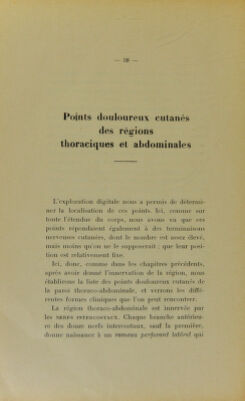 Points douloureux cutanés
des régions
thoraciques et abdominales
L'exploration digitale nous a permis de détermi-
ner la localisation de ces points. Ici, comme sur
toute l'étendue du corps, nous avons vu que ces
points répondaient également à des terminaisons
nerveuses cutanées, dont le nombre est assez élevé,
mais moins qu'on ne le supposerait ; que leur posi-
tion est relativement fixe.
Ici, donc, comme dans les chapitres précédents,
après avoir donné l'innervation de la région, nous
établirons la liste des points douloureux cutanés de
la paroi thoraco-abdominale, et verrons les diffé-
rentes formes cliniques que l'on peut rencontrer.
La région thoraco-abdominale est innervée par
les NERFS INTERCOSTAUX. Chaque branche antérieu-
re des douze nerfs intercostaux, sauf la première,
donne naissance à un rameau perforant latéral qui